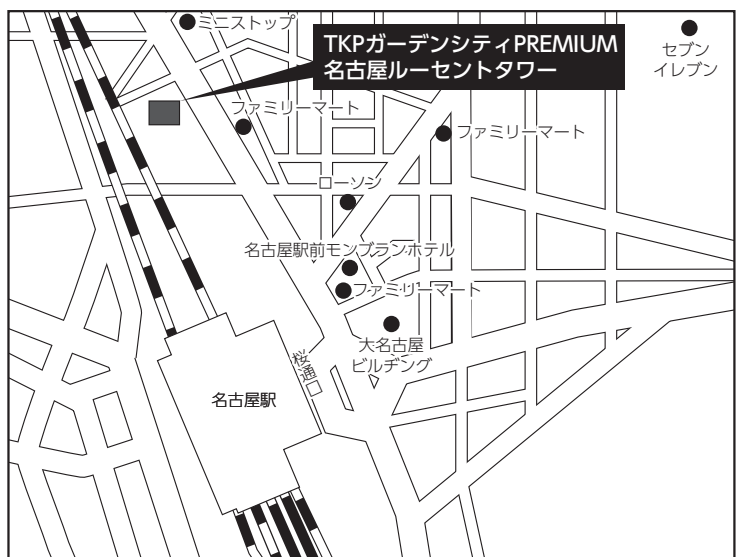 ミニストップ
TKPガーデンシティPREMIUM
名古屋ルーセントタワー
セブン
イレブン
ファミリーマート
ファミリーマート
ローソン
名古屋駅前モンブランホテル
ファミリーマート
大名古屋
ビルヂング
桜通口
名古屋駅